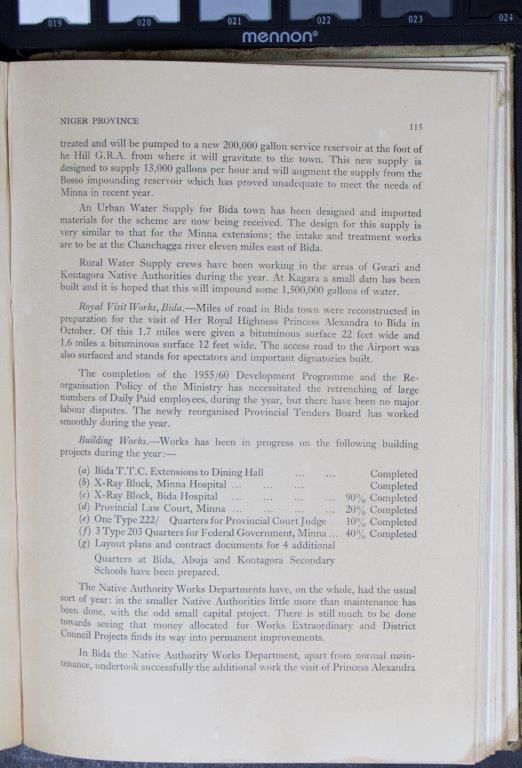 019 020 021 022 023 024
mennon®
NIGER PROVINCE
115
treated and will be pumped to a new 200,000 gallon service reservoir at the foot of
he Hill G.R.A. from where it will gravitate to the town. This new supply is
designed to supply 13,000 gallons per hour and will augment the supply from the
Bosso impounding reservoir which has proved unadequate to meet the needs of
Minna in recent year.
An Urban Water Supply for Bida town has been designed and imported
materials for the scheme are now being received. The design for this supply is
very similar to that for the Minna extensions; the intake and treatment works
are to be at the Chanchagga river eleven miles east of Bida.
Rural Water Supply crews have been working in the areas of Gwari and
Kontagora Native Authorities during the year. At Kagara a small dam has been
built and it is hoped that this will impound some 1,500,000 gallons of water.
Royal Visit Works, Bida.—Miles of road in Bida town were reconstructed in
preparation for the visit of Her Royal Highness Princess Alexandra to Bida in
October. Of this 1.7 miles were given a bituminous surface 22 feet wide and
1.6 miles a bituminous surface 12 feet wide. The access road to the Airport was
also surfaced and stands for spectators and important dignatories built.
The completion of the 1955/60 Development Programme and the Re-
organisation Policy of the Ministry has necessitated the retrenching of large
numbers of Daily Paid employees, during the year, but there have been no major
labour disputes. The newly reorganised Provincial Tenders Board has worked
smoothly during the year.
Building Works.—Works has been in progress on the following building
projects during the year:—
(a) Bida T.T.C. Extensions to Dining Hall ... ... Completed
(b) X-Ray Block, Minna Hospital ... ... ... Completed
(c) X-Ray Block, Bida Hospital ... ... ... ... 90% Completed
(d) Provincial Law Court, Minna ... ... ... ... 20% Completed
(e) One Type 222/ Quarters for Provincial Court Judge 10% Completed
(f) 3 Type 203 Quarters for Federal Government, Minna ... 40% Completed
(g) Layout plans and contract documents for 4 additional
Quarters at Bida, Abuja and Kontagora Secondary
Schools have been prepared.
The Native Authority Works Departments have, on the whole, had the usual
sort of year: in the smaller Native Authorities little more than maintenance has
been done, with the odd small capital project. There is still much to be done
towards seeing that money allocated for Works Extraordinary and District
Council Projects finds its way into permanent improvements.
In Bida the Native Authority Works Department, apart from normal main-
tenance, undertook successfully the additional work the visit of Princess Alexandra